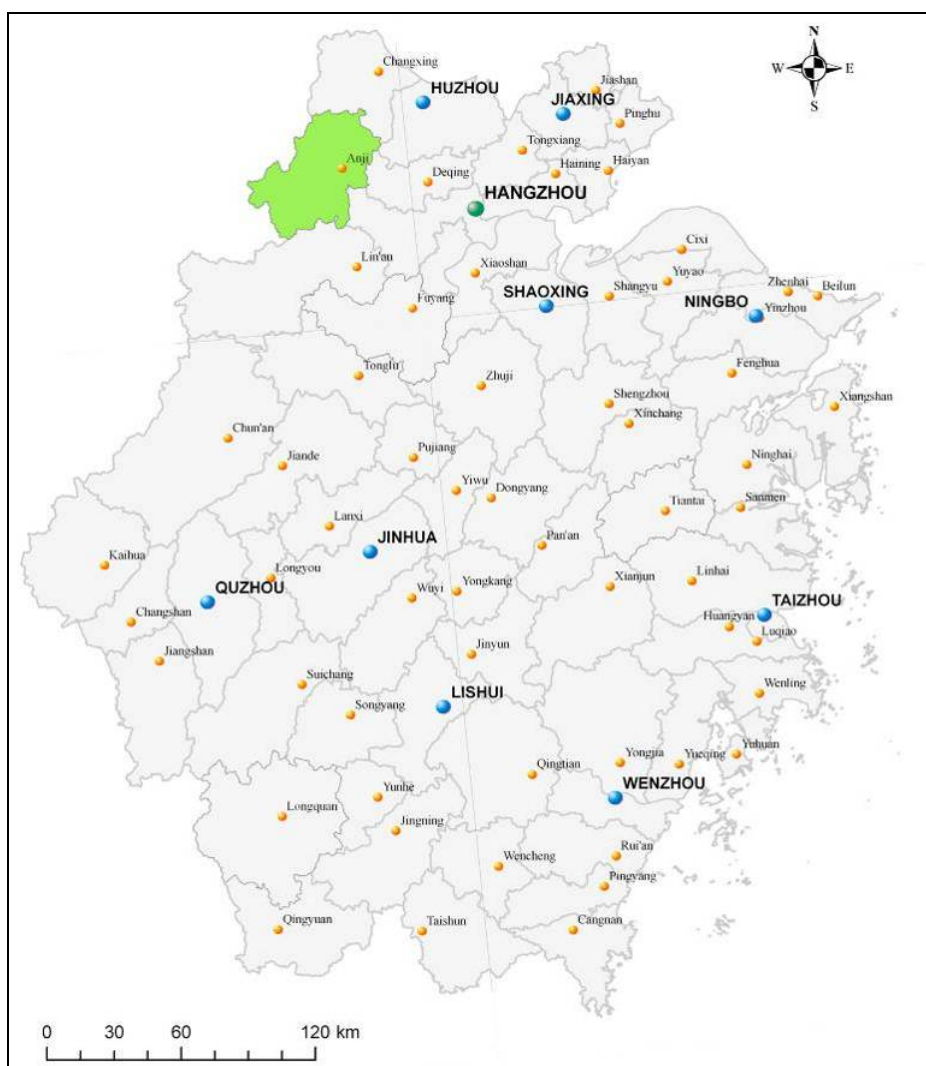 N
W E
S
Changxing
HUZHOU
Jiashan
JIAXING
Pinghu
Tongxiang
Anji
Deqing
Haining
Haiyan
HANGZHOU
Cixi
Lin'an
Xiaoshan
Yuyao
Zhenhai
Beilun
SHAOXING
Shangyu
NINGBO
Yinzhou
Fuyang
Tonglu
Zhuji
Fenghua
Shengzhou
Xinchang
Xiangshan
Chun'an
Jiande
Pujiang
Ninghai
Yiwu
Dongyang
Tiantai
Sanmen
Lanxi
JINHUA
Pan'an
Kaihua
Longyou
QUZHOU
Wuyi
Yongkang
Xianjun
Linhai
TAIZHOU
Changshan
Huangyan
Luqiao
Jiangshan
Jinyun
Suichang
LISHUI
Songyang
Wenling
Qingtian
Yongjia
Yueqing
Yuhuan
WENZHOU
Yunhe
Longquan
Jingning
Wencheng
Rui'an
Pingyang
Qingyuan
Taishun
Cangnan
0 30 60 120 km